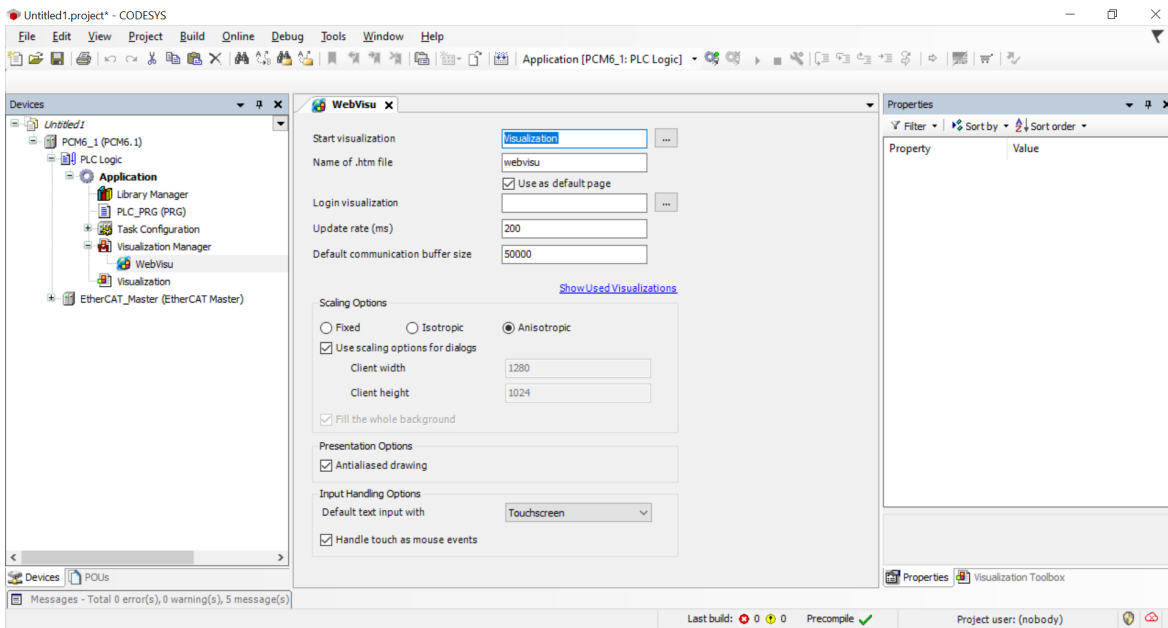 Untitled1.project* - CODESYS
File Edit View Project Build Online Debug Tools Window Help
Application [PCM6_1: PLC Logic]
Devices
Untitled1
PCM6_1 (PCM6.1)
PLC Logic
Application
Library Manager
PLC_PRG (PRG)
Task Configuration
Visualization Manager
WebVisu
Visualization
EtherCAT_Master (EtherCAT Master)
Devices POUs
Messages - Total 0 error(s), 0 warning(s), 5 message(s)
WebVisu
Start visualization Visualization ...
Name of .htm file webvisu
Use as default page
Login visualization ...
Update rate (ms) 200
Default communication buffer size 50000
Show Used Visualizations
Scaling Options
Fixed Isotropic Anisotropic
Use scaling options for dialogs
Client width 1280
Client height 1024
Fill the whole background
Presentation Options
Antialiased drawing
Input Handling Options
Default text input with Touchscreen
Handle touch as mouse events
Properties
Filter Sort by Sort order
Property Value
Properties Visualization Toolbox
Last build: 0 0 Precompile Project user: (nobody)